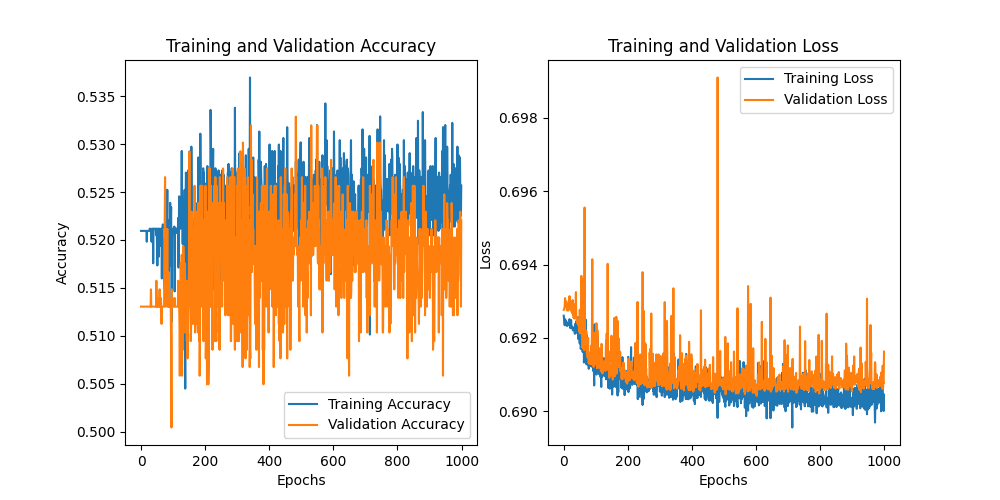 Training and Validation Accuracy
Accuracy
0.535
0.530
0.525
0.520
0.515
0.510
0.505
0.500
0
200
400
600
800
1000
Epochs
Training Accuracy
Validation Accuracy
Training and Validation Loss
Loss
0.698
0.696
0.694
0.692
0.690
0
200
400
600
800
1000
Epochs
Training Loss
Validation Loss